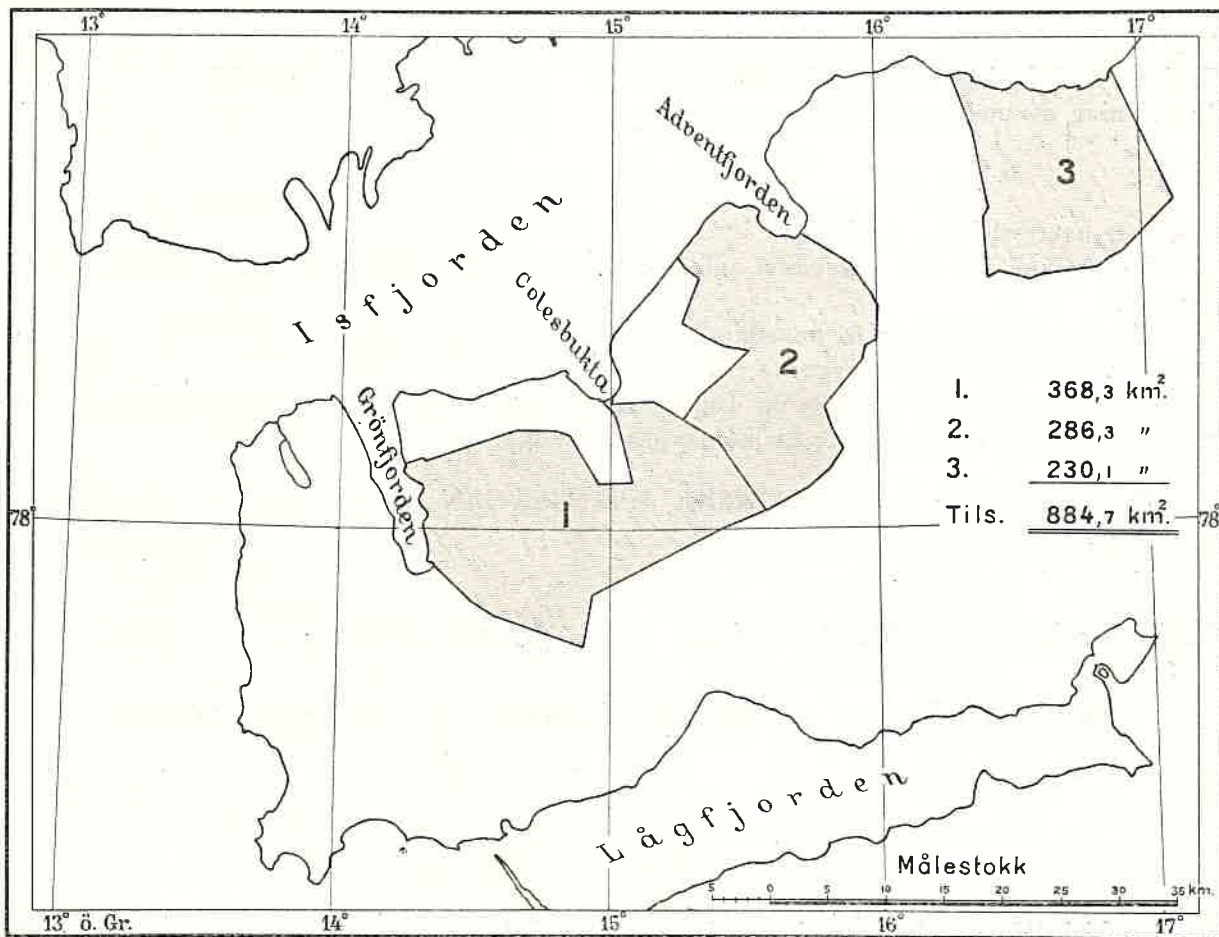 13° 14° 15° 16° 17°
Adventfjorden
3
Isfjorden
Colesbukta
2
Grönfjorden
1. 368,3 km².
2. 286,3 "
3. 230,1 "
Tils. 884,7 km².
78° 78°
1
Lågfjorden
Målestokk
5 0 5 10 15 20 25 30 35 km.
13° ö. Gr. 14° 15° 16° 17°